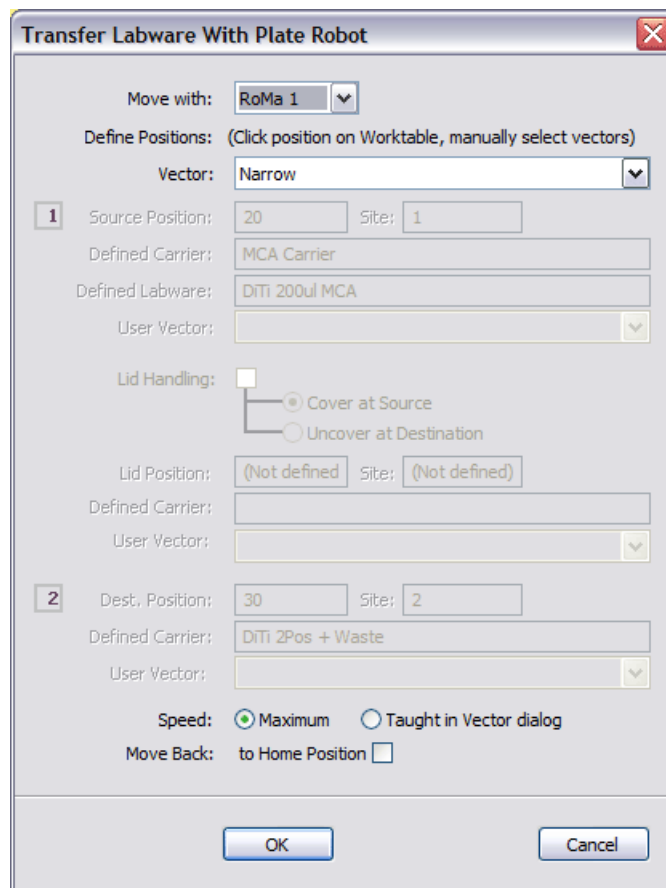 Transfer Labware With Plate Robot
Move with: RoMa 1
Define Positions: (Click position on Worktable, manually select vectors)
Vector: Narrow
1 Source Position: 20 Site: 1
Defined Carrier: MCA Carrier
Defined Labware: DiTi 200ul MCA
User Vector:
Lid Handling:
Cover at Source
Uncover at Destination
Lid Position: (Not defined Site: (Not defined)
Defined Carrier:
User Vector:
2 Dest. Position: 30 Site: 2
Defined Carrier: DiTi 2Pos + Waste
User Vector:
Speed: Maximum Taught in Vector dialog
Move Back: to Home Position
OK Cancel